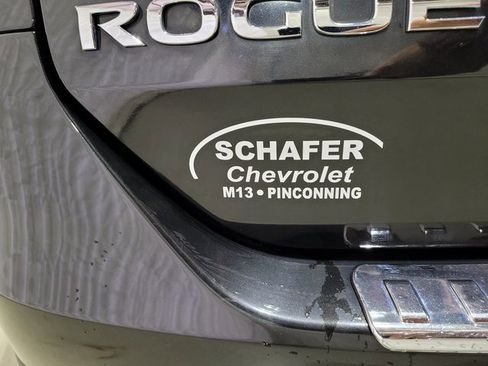 ROGUE
SCHAFER
Chevrolet
M13 • PINCONNING